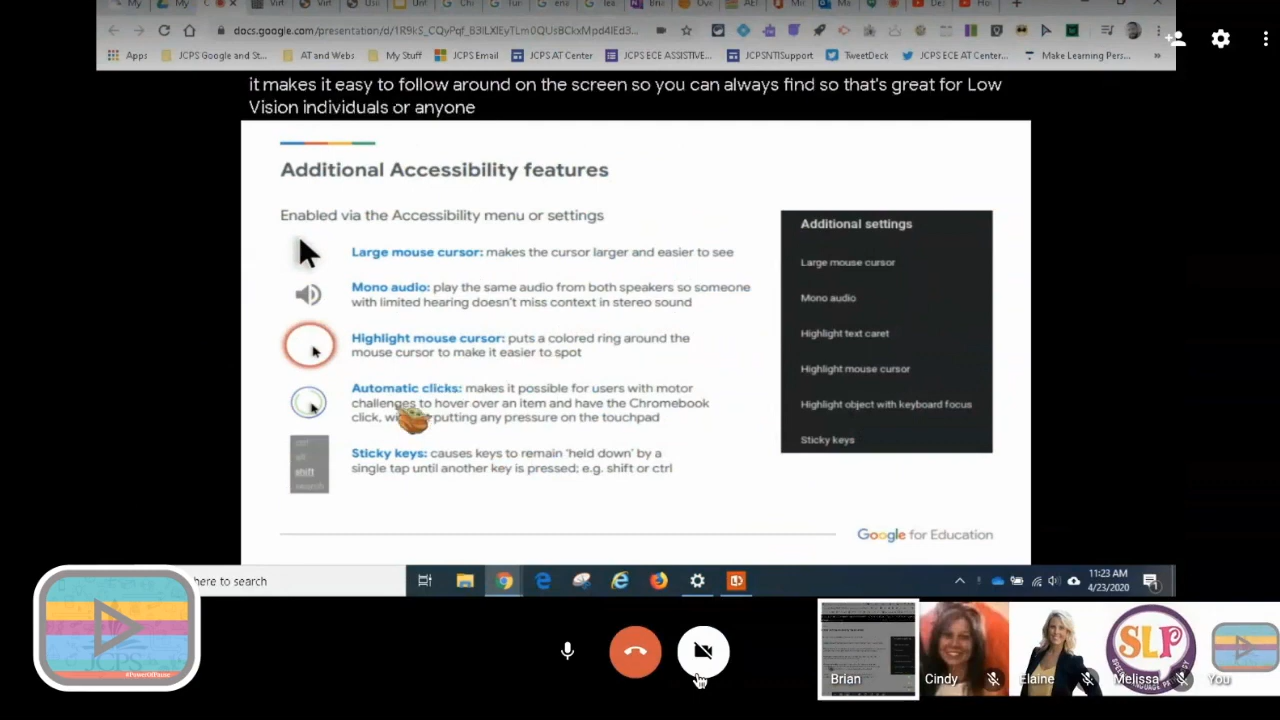 docs.google.com/presentation/d/
Apps
JCPS Google and St...
AT and Webs
My Stuff
JCPS Email
JCPS AT Center
JCPS ECE ASSISTIVE...
JCPSNTISupport
TweetDeck
JCPS ECE AT Center...
Make Learning Pers...
it makes it easy to follow around on the screen so you can always find so that's great for Low
Vision individuals or anyone
Additional Accessibility features
Enabled via the Accessibility menu or settings
Large mouse cursor: makes the cursor larger and easier to see
Mono audio: play the same audio from both speakers so someone
with limited hearing doesn't miss context in stereo sound
Highlight mouse cursor: puts a colored ring around the
mouse cursor to make it easier to spot
Automatic clicks: makes it possible for users with motor
challenges to hover over an item and have the Chromebook
click, putting any pressure on the touchpad
shift
Sticky keys: causes keys to remain 'held down' by a
single tap until another key is pressed; e.g. shift or ctrl
Additional settings
Large mouse cursor
Mono audio
Highlight text caret
Highlight mouse cursor
Highlight object with keyboard focus
Sticky keys
Google for Education
here to search
11:23 AM
4/23/2020
JCPS
Brian
Cindy
Elaine
SLP
Melissa
You